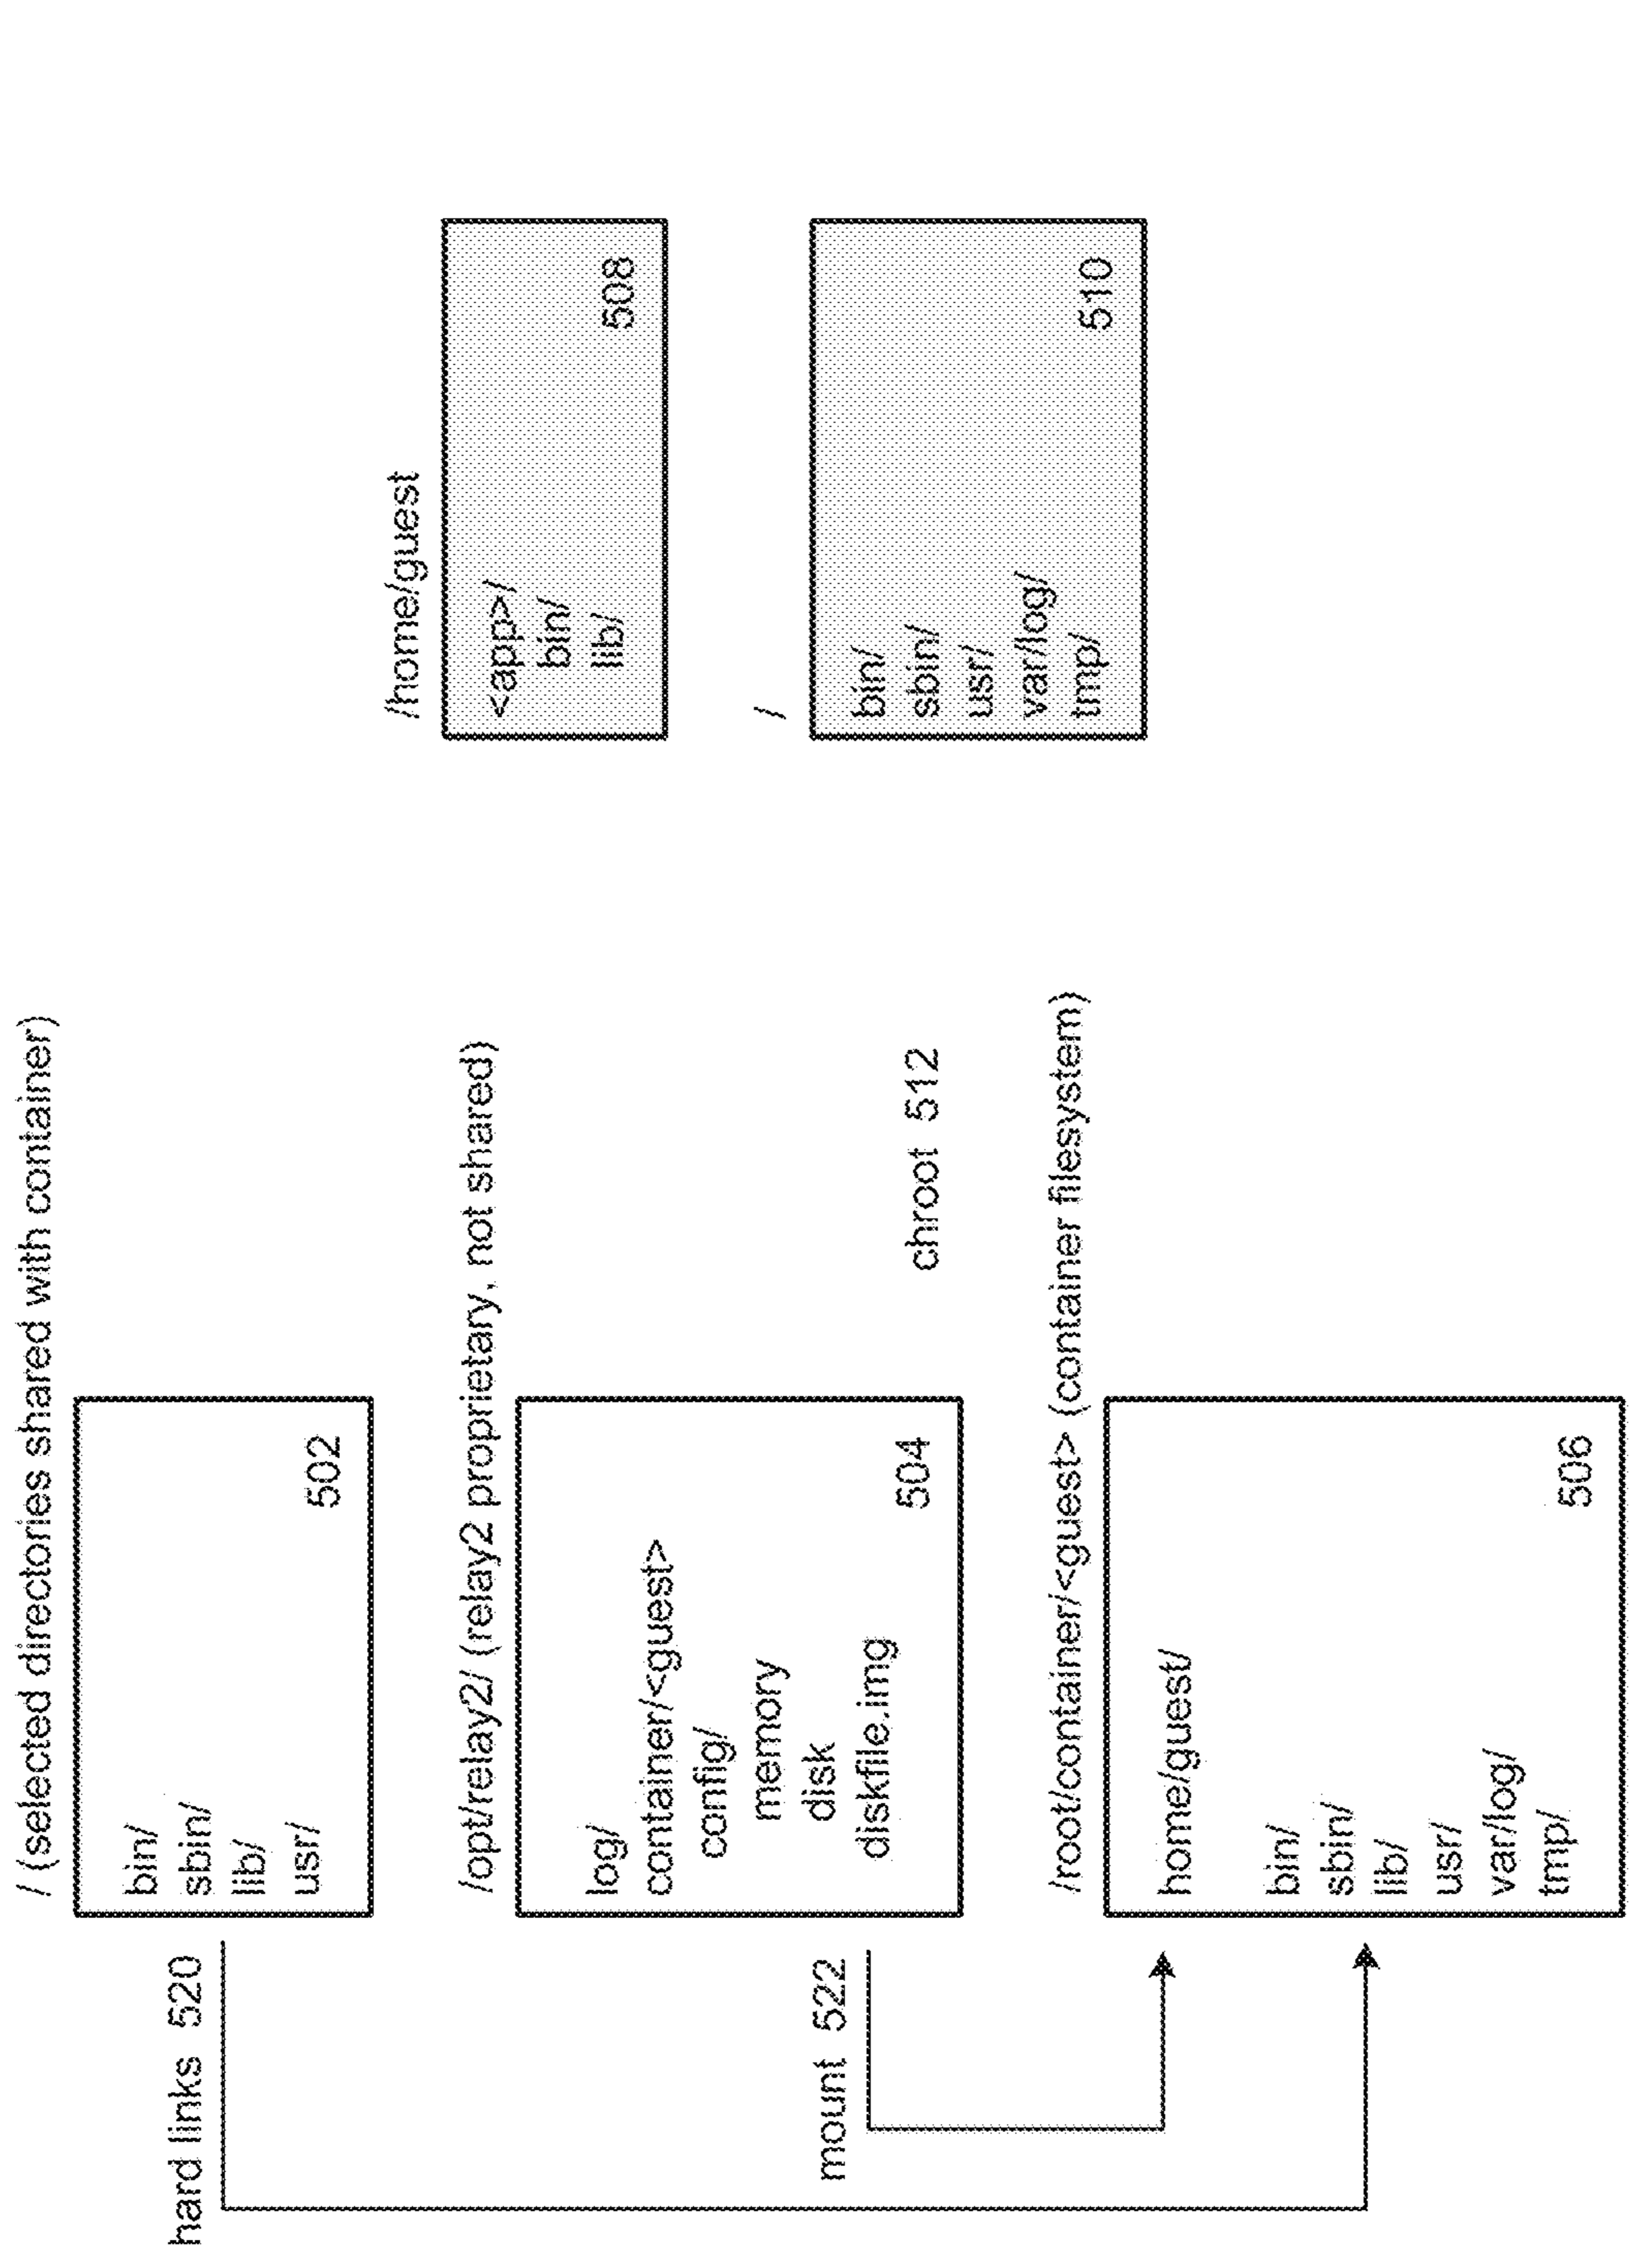 / (selected directories shared with container)
hard links 520
bin/
sbin/
lib/
usr/
502
/opt/relay2/ (relay2 proprietary, not shared)
log/
container/<guest>
config/
memory
disk
diskfile.img
504
mount 522
chroot 512
/root/container/<guest> (container filesystem)
home/guest/
bin/
sbin/
lib/
usr/
var/log/
tmp/
506
/home/guest
<app>/
bin/
lib/
508
/
bin/
sbin/
usr/
var/log/
tmp/
510